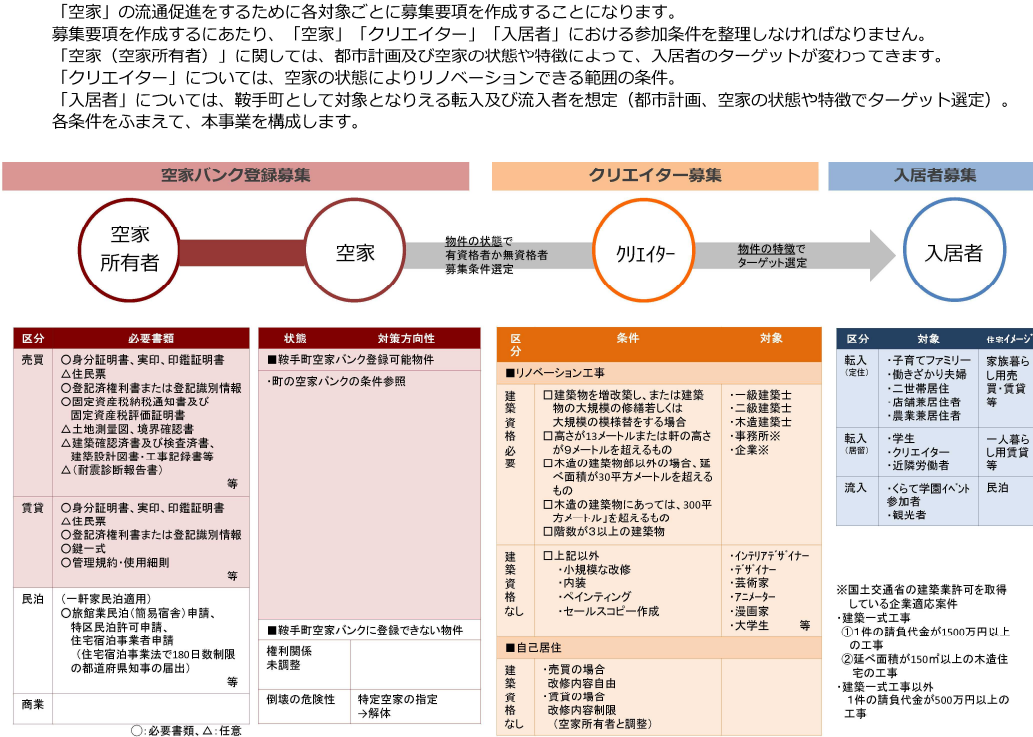 「空家」の流通促進をするために各対象ごとに募集要項を作成することになります。
募集要項を作成するにあたり、「空家」「クリエイター」「入居者」における参加条件を整理しなければなりません。
「空家（空家所有者）」に関しては、都市計画及び空家の状態や特徴によって、入居者のターゲットが変わってきます。
「クリエイター」については、空家の状態によりリノベーションできる範囲の条件。
「入居者」については、鞍手町として対象となりえる転入及び流入者を想定（都市計画、空家の状態や特徴でターゲット選定）。
各条件をふまえて、本事業を構成します。
空家バンク登録募集
クリエイター募集
入居者募集
空家
所有者
空家
物件の状態で
有資格者か無資格者
募集条件選定
クリエイター
物件の特徴で
ターゲット選定
入居者
区分
必要書類
売買
〇身分証明書、実印、印鑑証明書
△住民票
〇登記済権利書または登記識別情報
〇固定資産税納税通知書及び
固定資産税評価証明書
△土地測量図、境界確認書
△建築確認済書及び検査済書、
建築設計図書・工事記録書等
△（耐震診断報告書）
等
賃貸
〇身分証明書、実印、印鑑証明書
△住民票
〇登記済権利書または登記識別情報
〇鍵一式
〇管理規約・使用細則
等
民泊
（一軒家民泊適用）
〇旅館業民泊（簡易宿舎）申請、
特区民泊許可申請、
住宅宿泊事業者申請
（住宅宿泊事業法で180日数制限
の都道府県知事の届出）
等
商業
〇：必要書類、△：任意
状態
対策方向性
■鞍手町空家バンク登録可能物件
・町の空家バンクの条件参照
■鞍手町空家バンクに登録できない物件
権利関係
未調整
倒壊の危険性
特定空家の指定
→解体
区
分
条件
対象
■リノベーション工事
建
築
資
格
必
要
□建築物を増改築し、または建築
物の大規模の修繕若しくは
大規模の模様替をする場合
□高さが13メートルまたは軒の高さ
が9メートルを超えるもの
□木造の建築物部以外の場合、延
べ面積が30平方メートルを超える
もの
□木造の建築物にあっては、300平
方メートル」を超えるもの
□階数が３以上の建築物
・一級建築士
・二級建築士
・木造建築士
・事務所※
・企業※
建
築
資
格
なし
□上記以外
・小規模な改修
・内装
・ペインティング
・セールスコピー作成
・インテリアデザイナー
・デザイナー
・芸術家
・アニメーター
・漫画家
・大学生　等
■自己居住
建
築
資
格
なし
・売買の場合
改修内容自由
・賃貸の場合
改修内容制限
（空家所有者と調整）
区分
対象
住宅イメージ
転入
（定住）
・子育てファミリー
・働きざかり夫婦
・二世帯居住
・店舗兼居住者
・農業兼居住者
家族暮ら
し用売
買・賃貸
等
転入
（居留）
・学生
・クリエイター
・近隣労働者
一人暮ら
し用賃貸
等
流入
・くらて学園イベント
参加者
・観光者
民泊
※国土交通省の建築業許可を取得
している企業適応案件
・建築一式工事
①１件の請負代金が1500万円以上
の工事
②延べ面積が150㎡以上の木造住
宅の工事
・建築一式工事以外
１件の請負代金が500万円以上の
工事